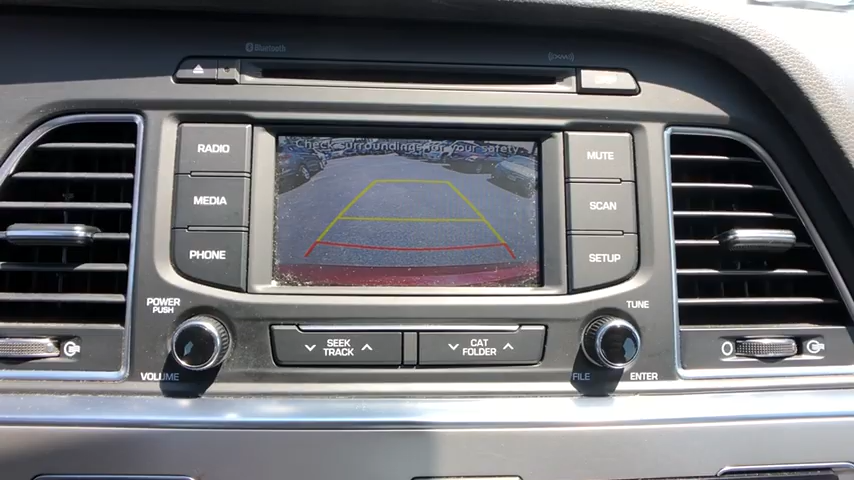 Bluetooth
((XM))
RADIO
MEDIA
PHONE
Check surroundings for your safety
MUTE
SCAN
SETUP
POWER
PUSH
VOLUME
SEEK
TRACK
CAT
FOLDER
TUNE
FILE
ENTER